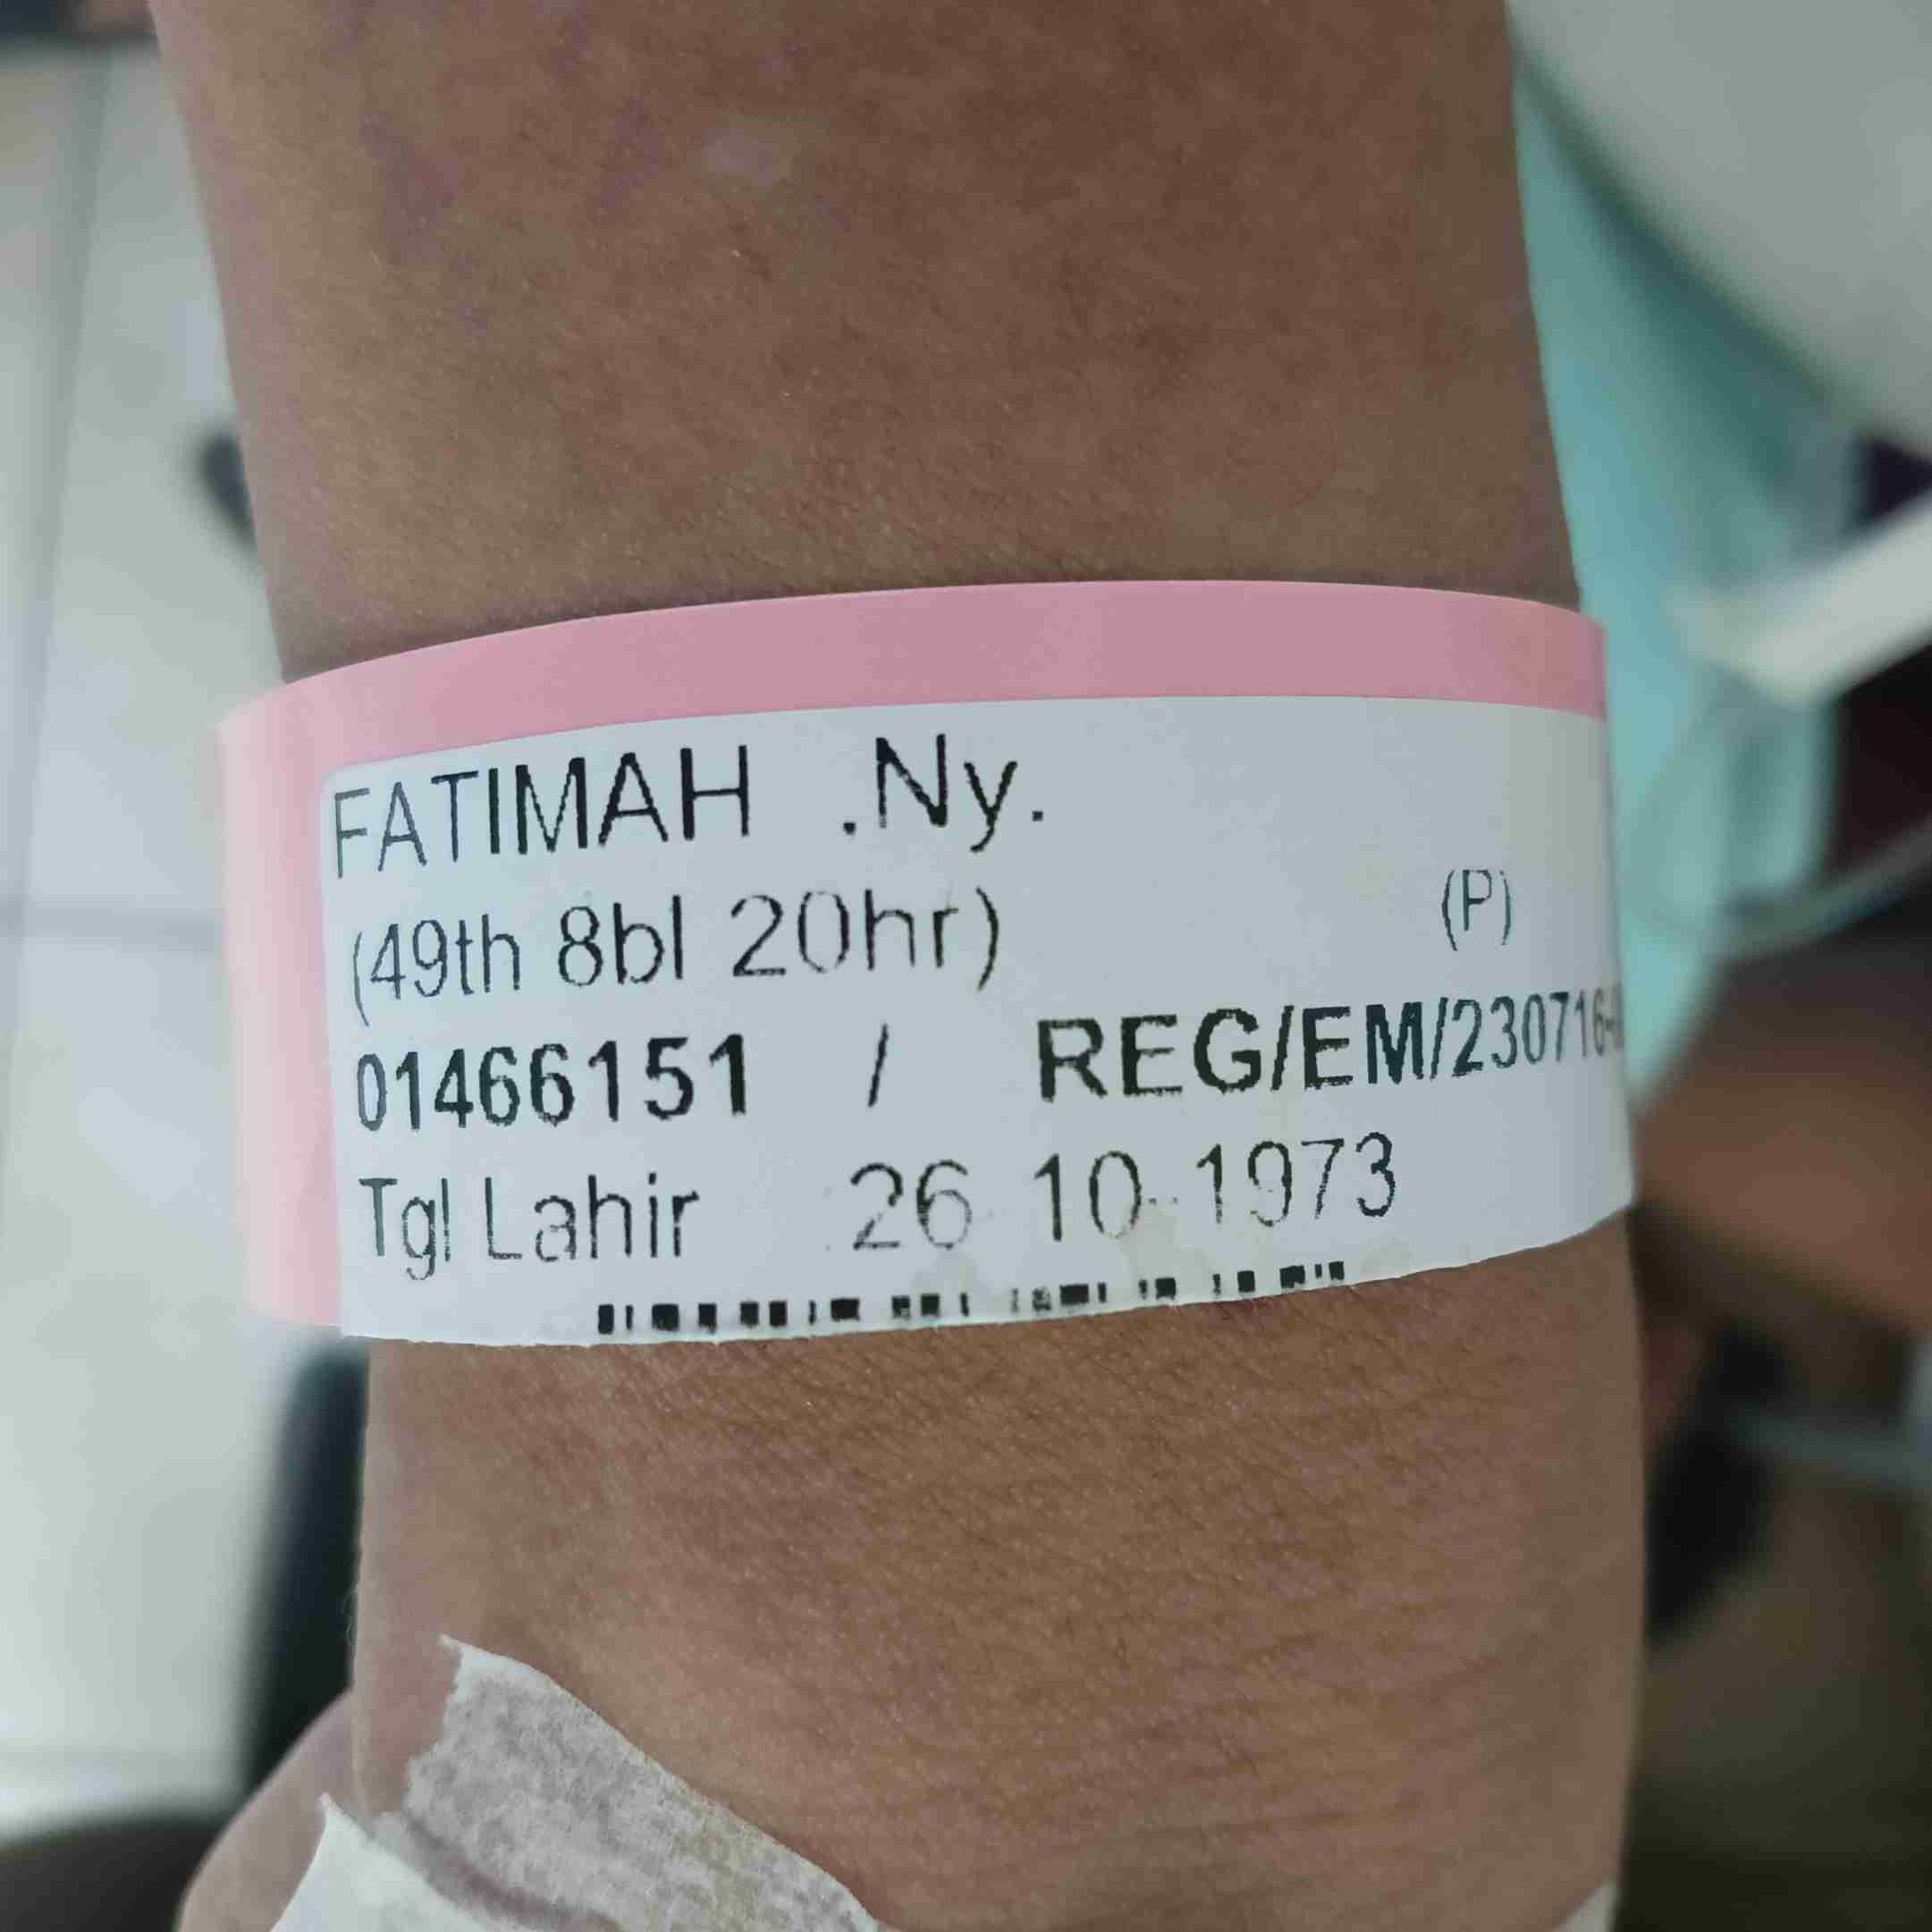 FATIMAH .Ny.
(49th 8bl 20hr) (P)
01466151 / REG/EM/230716-
Tgl Lahir 26 10 1973